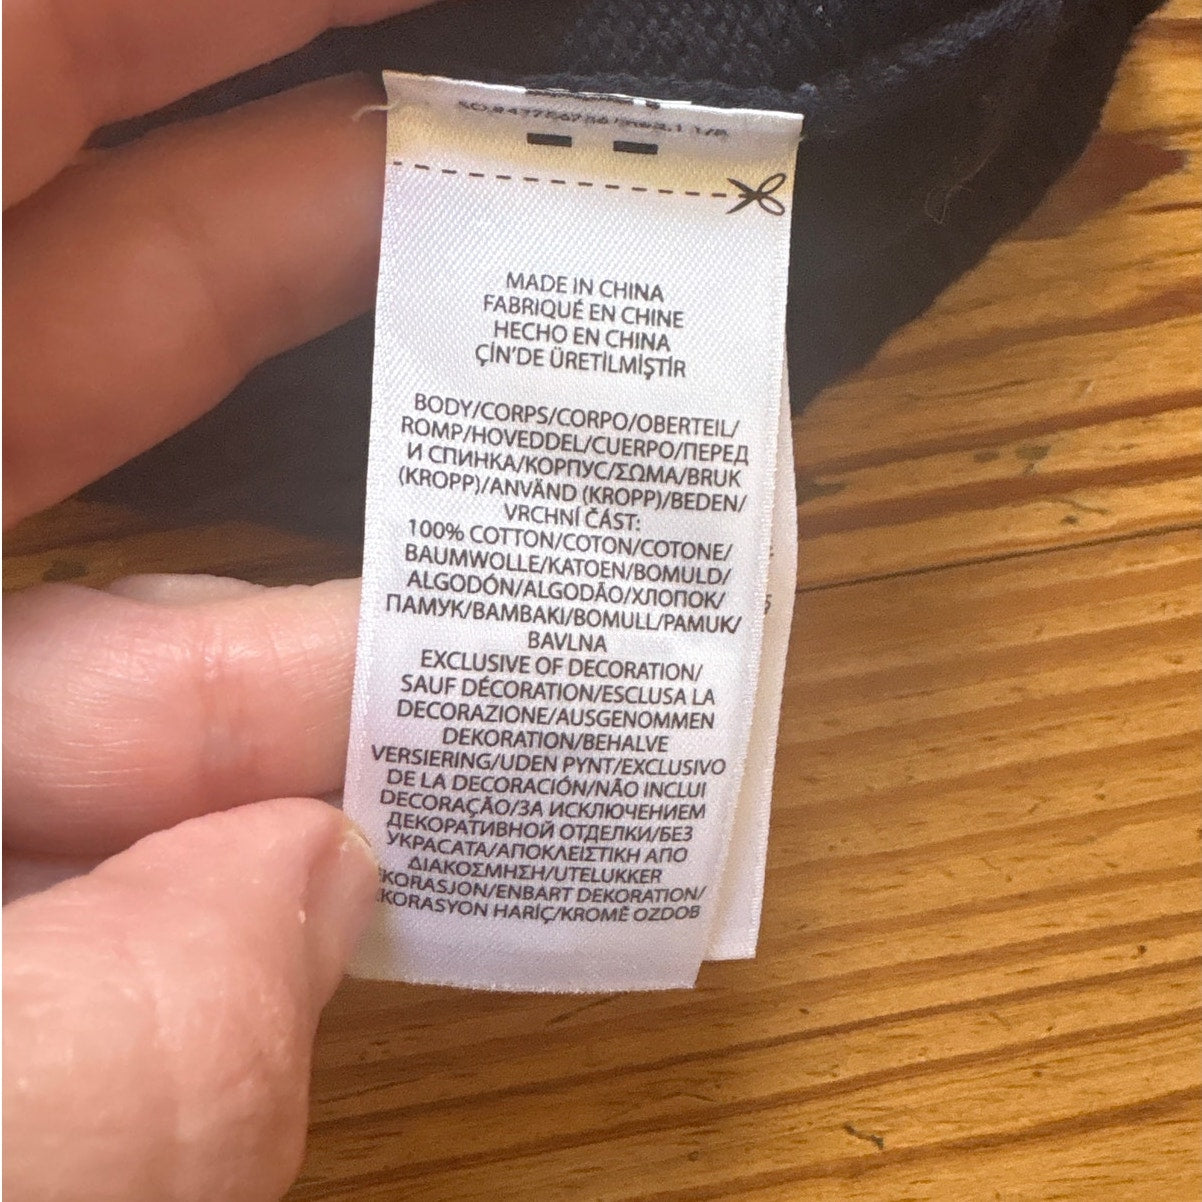 MADE IN CHINA
FABRIQUÉ EN CHINE
HECHO EN CHINA
ÇİN'DE ÜRETİLMİŞTİR
BODY/CORPS/CORPO/OBERTEIL/
ROMP/HOVEDDEL/CUERPO/ПЕРЕД
И СПИНКА/КОРПУС/ΣΩΜΑ/BRUK
(KROPP)/ANVÄND (KROPP)/BEDEN/
VRCHNÍ ČÁST:
100% COTTON/COTON/COTONE/
BAUMWOLLE/KATOEN/BOMULD/
ALGODÓN/ALGODÃO/ХЛОПОК/
ПАМУК/ΒΑΜΒΑΚΙ/BOMULL/PAMUK/
BAVLNA
EXCLUSIVE OF DECORATION/
SAUF DÉCORATION/ESCLUSA LA
DECORAZIONE/AUSGENOMMEN
DEKORATION/BEHALVE
VERSIERING/UDEN PYNT/EXCLUSIVO
DE LA DECORACIÓN/NÃO INCLUI
DECORAÇÃO/ЗА ИСКЛЮЧЕНИЕМ
ДЕКОРАТИВНОЙ ОТДЕЛКИ/БЕЗ
УКРАСАТА/ΑΠΟΚΛΕΙΣΤΙΚΗ ΑΠΟ
ΔΙΑΚΟΣΜΗΣΗ/UTELUKKER
KORASJON/ENBART DEKORATION/
KORASYON HARİÇ/KROMĚ OZDOB